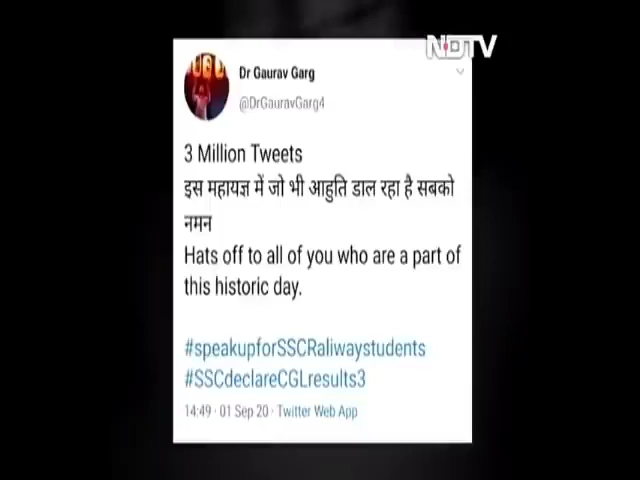 NDTV
Dr Gaurav Garg
@DrGauravGarg4
3 Million Tweets
इस महायज्ञ में जो भी आहुति डाल रहा है सबको
नमन
Hats off to all of you who are a part of
this historic day.
#speakupforSSCRaliwaystudents
#SSCdeclareCGLresults3
14:49 · 01 Sep 20 · Twitter Web App